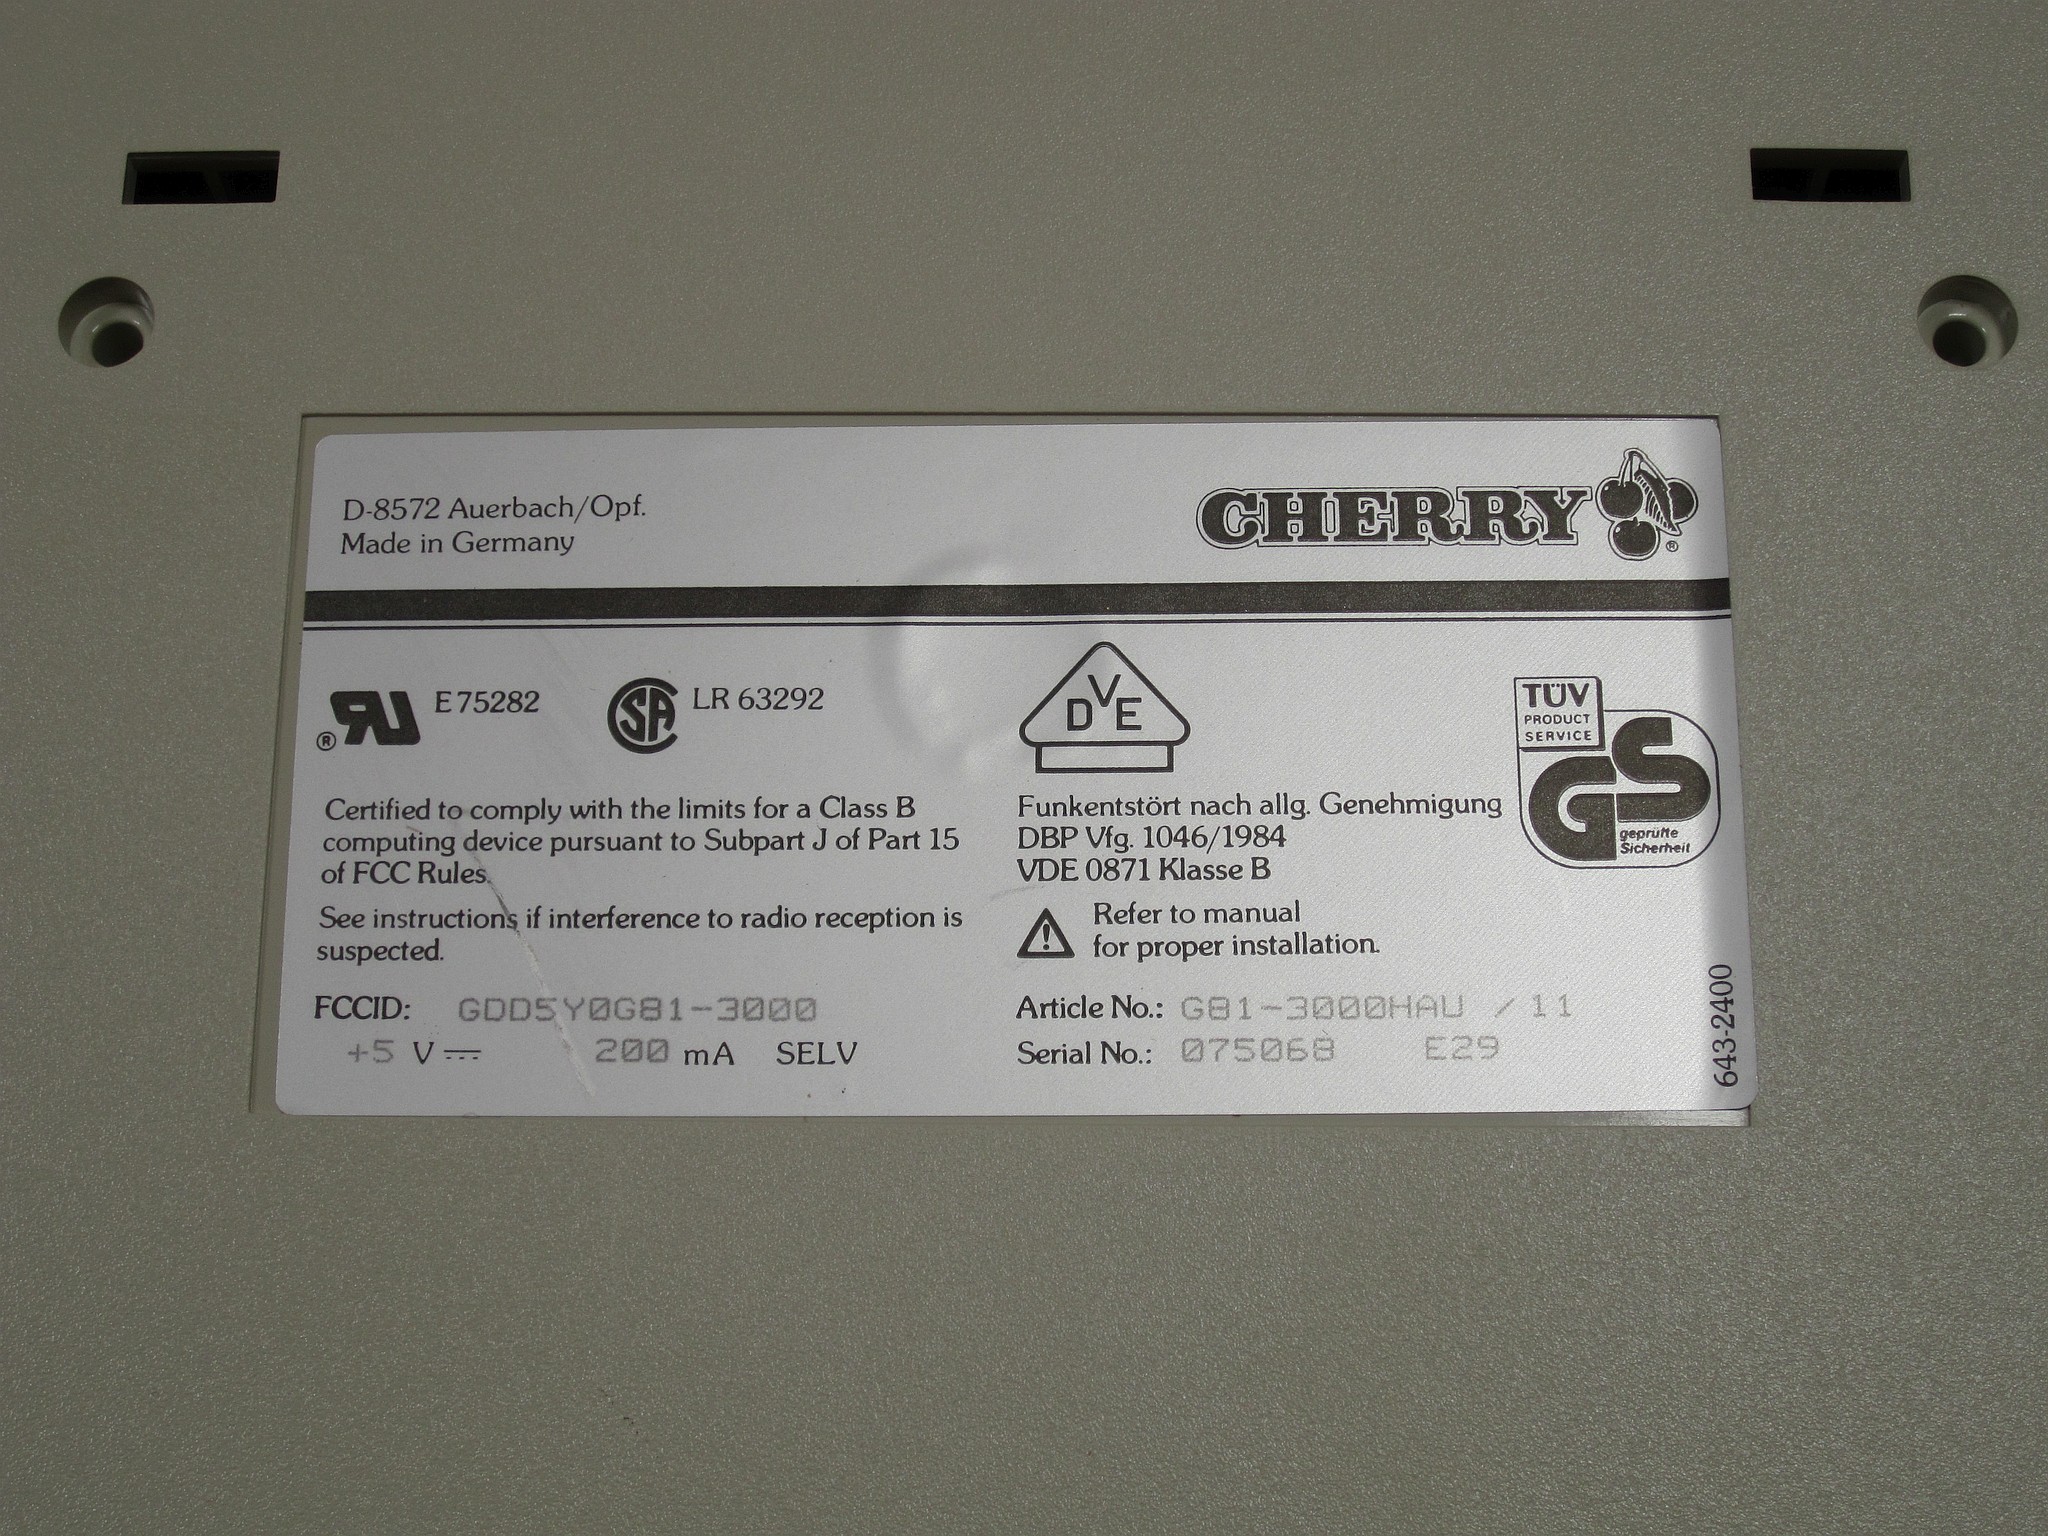 D-8572 Auerbach/Opf.
Made in Germany
CHERRY
®
® RU E 75282
SA LR 63292
VDE
TÜV
PRODUCT
SERVICE
GS
geprüfte
Sicherheit
Certified to comply with the limits for a Class B
computing device pursuant to Subpart J of Part 15
of FCC Rules.
See instructions if interference to radio reception is
suspected.
Funkentstört nach allg. Genehmigung
DBP Vfg. 1046/1984
VDE 0871 Klasse B
Refer to manual
for proper installation.
FCCID: GDD5Y0G81-3000
+5 V 200 mA SELV
Article No.: G81-3000HAU / 11
Serial No.: 075068 E29
643-2400